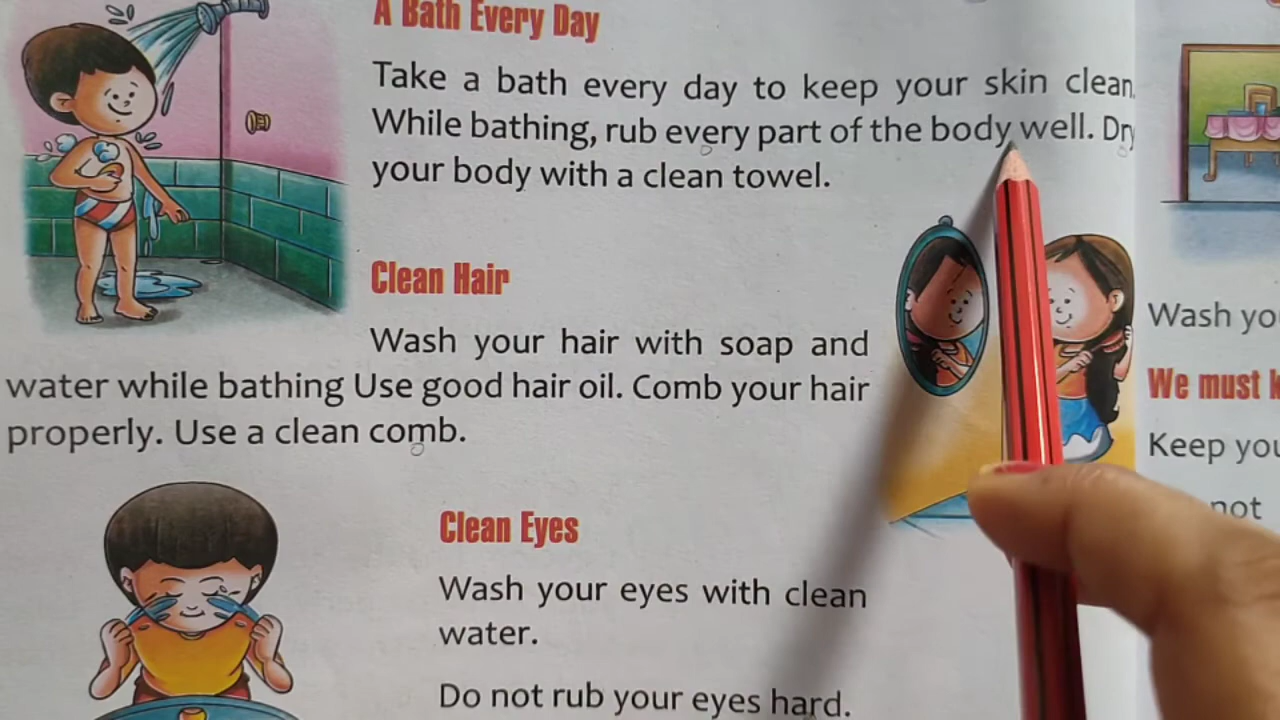 A Bath Every Day
Take a bath every day to keep your skin clean.
While bathing, rub every part of the body well. Dry
your body with a clean towel.
Clean Hair
Wash your hair with soap and
water while bathing Use good hair oil. Comb your hair
properly. Use a clean comb.
Clean Eyes
Wash your eyes with clean
water.
Do not rub your eyes hard.
Wash yo
We must k
Keep you
not